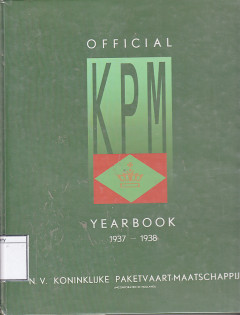 OFFICIAL
KPM
YEARBOOK
1937 - 1938
N. V. KONINKLIJKE PAKETVAART-MAATSCHAPPIJ